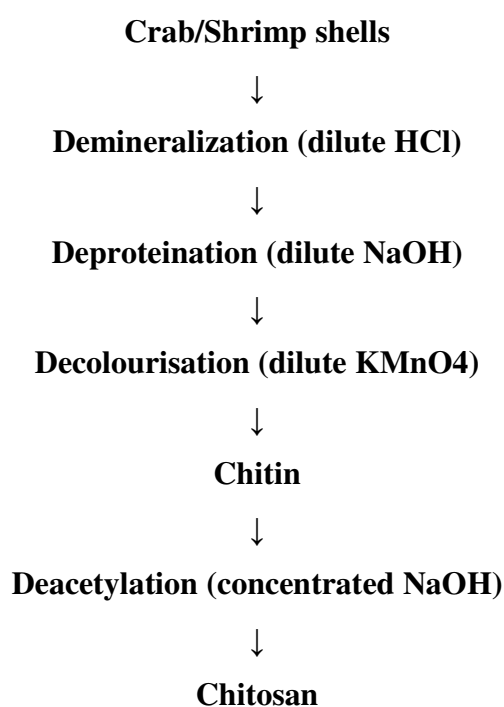 Crab/Shrimp shells
↓
Demineralization (dilute HCl)
↓
Deproteination (dilute NaOH)
↓
Decolourisation (dilute KMnO4)
↓
Chitin
↓
Deacetylation (concentrated NaOH)
↓
Chitosan